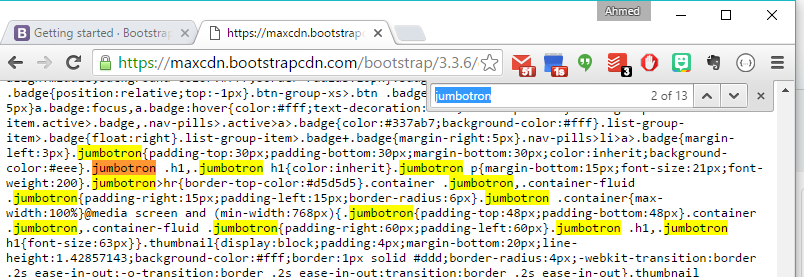 Ahmed
Getting started · Bootstrap
https://maxcdn.bootstrapc
https://maxcdn.bootstrapcdn.com/bootstrap/3.3.6/
51
1s
3
jumbotron
2 of 13
.badge{position:relative;top:-1px}.btn-group-xs>.btn .badge
5px}a.badge:focus,a.badge:hover{color:#fff;text-decoration:
item.active>.badge,.nav-pills>.active>a>.badge{color:#337ab7;background-color:#fff}.list-group-
item>.badge{float:right}.list-group-item>.badge+.badge{margin-right:5px}.nav-pills>li>a>.badge{margin-
left:3px}.jumbotron{padding-top:30px;padding-bottom:30px;margin-bottom:30px;color:inherit;background-
color:#eee}.jumbotron .h1,.jumbotron h1{color:inherit}.jumbotron p{margin-bottom:15px;font-size:21px;font-
weight:200}.jumbotron>hr{border-top-color:#d5d5d5}.container .jumbotron,.container-fluid
.jumbotron{padding-right:15px;padding-left:15px;border-radius:6px}.jumbotron .container{max-
width:100%}@media screen and (min-width:768px){.jumbotron{padding-top:48px;padding-bottom:48px}.container
.jumbotron,.container-fluid .jumbotron{padding-right:60px;padding-left:60px}.jumbotron .h1,.jumbotron
h1{font-size:63px}}.thumbnail{display:block;padding:4px;margin-bottom:20px;line-
height:1.42857143;background-color:#fff;border:1px solid #ddd;border-radius:4px;-webkit-transition:border
.2s ease-in-out;-o-transition:border .2s ease-in-out;transition:border .2s ease-in-out}.thumbnail